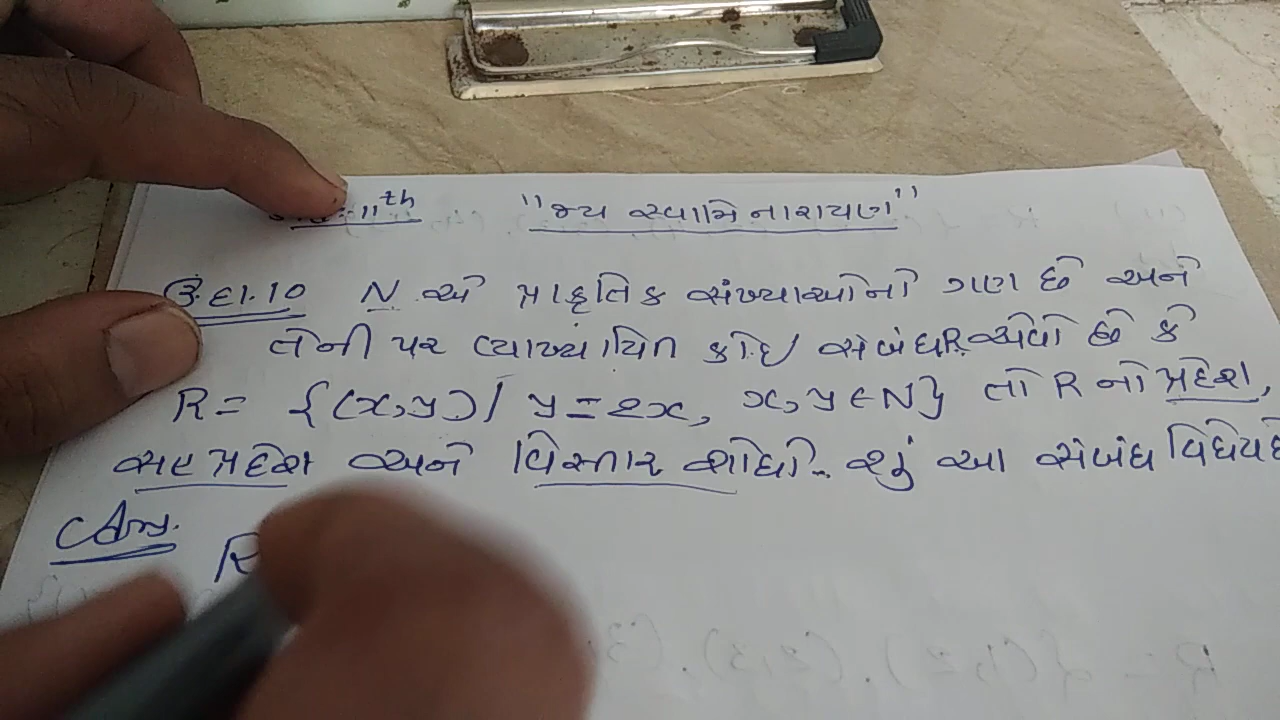 11th "જય સ્વામિનારાયણ"
ઉ.દા.10 N એ પ્રાકૃતિક સંખ્યાઓનો ગણ છે અને
તેની પર વ્યાખ્યાયિત કોઇ સંબંધ R એવો છે કે
R = {(x,y) / y = 2x, x,y ∈ N} તો R નો પ્રદેશ,
સહપ્રદેશ અને વિસ્તાર શોધો. શું આ સંબંધ વિધેય છે
Ans.
R